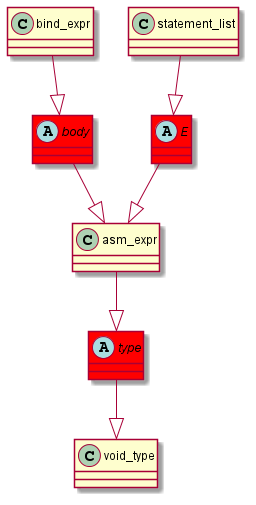 C bind_expr
C statement_list
A body
A E
C asm_expr
A type
C void_type